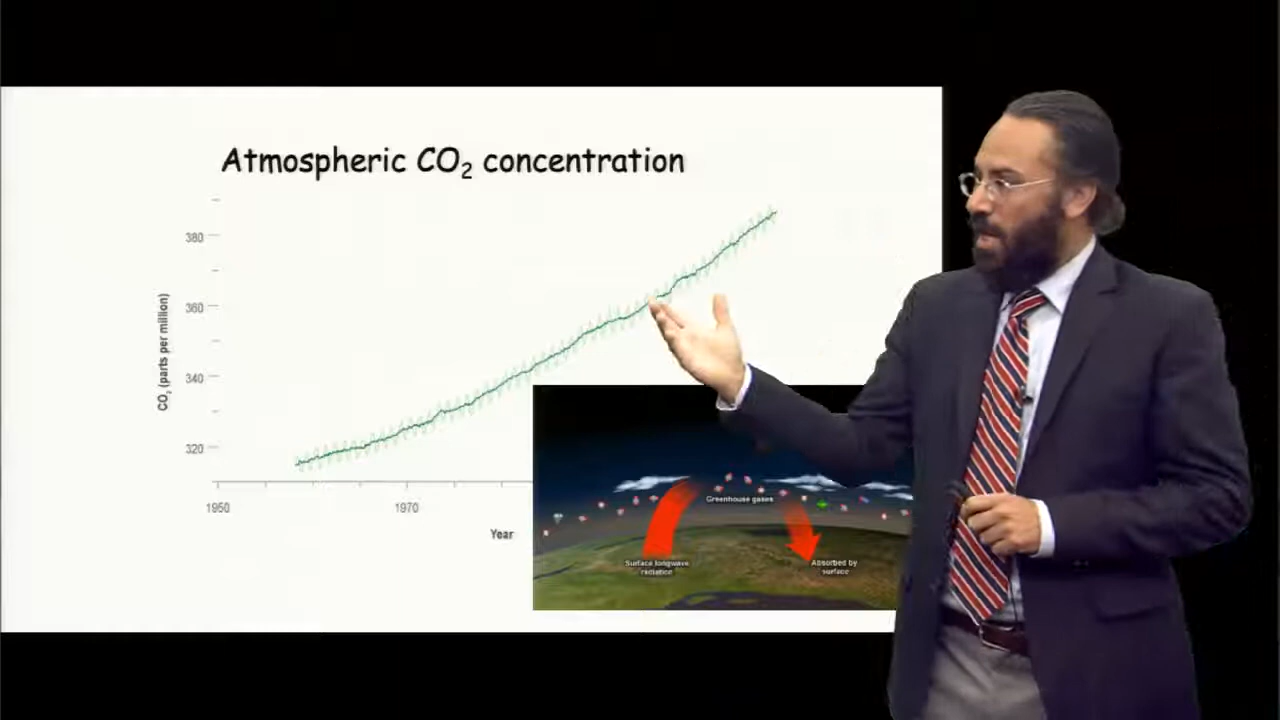 Atmospheric CO₂ concentration
380
360
340
320
CO₂ (parts per million)
1950
1970
Year
Greenhouse gases
Surface longwave
radiation
Absorbed by
surface